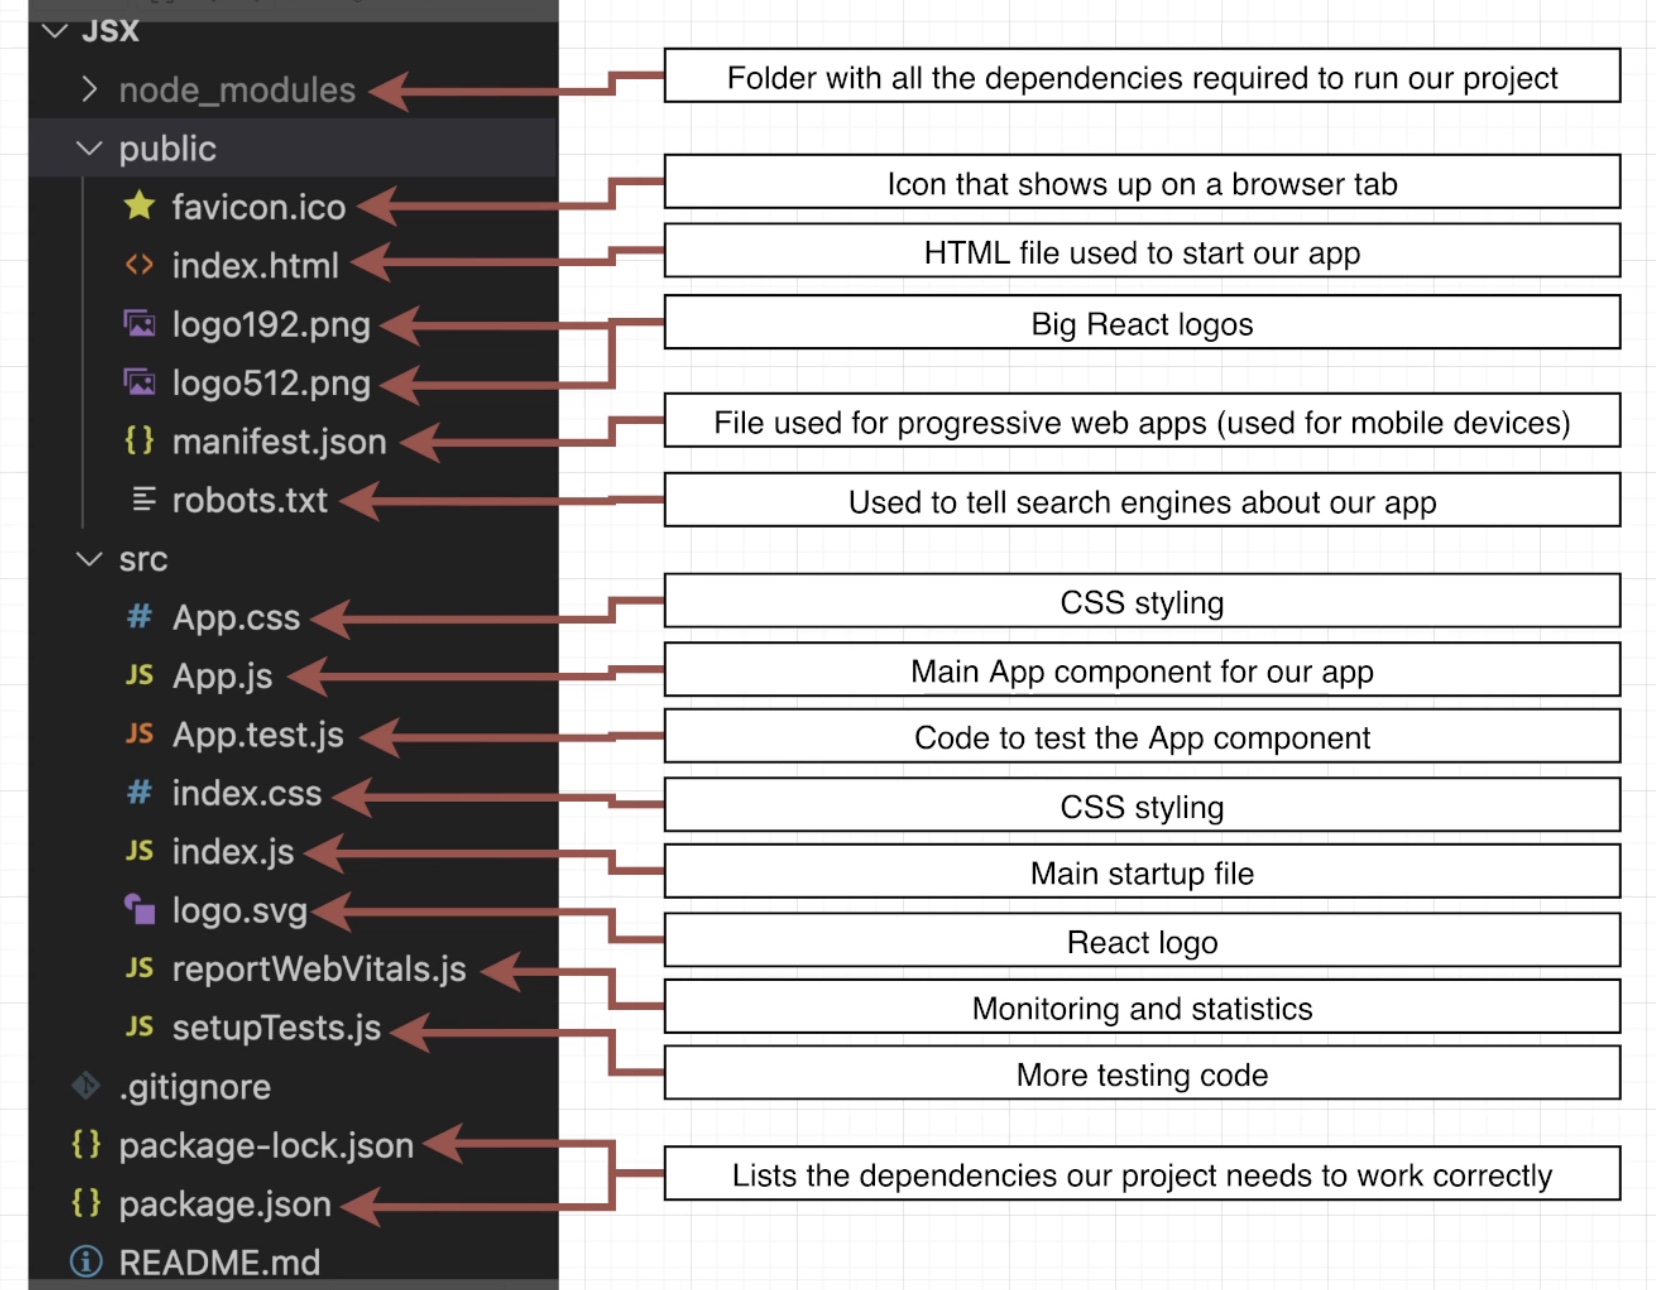 JSX
node_modules
Folder with all the dependencies required to run our project
public
favicon.ico
Icon that shows up on a browser tab
index.html
HTML file used to start our app
logo192.png
Big React logos
logo512.png
manifest.json
File used for progressive web apps (used for mobile devices)
robots.txt
Used to tell search engines about our app
src
# App.css
CSS styling
JS App.js
Main App component for our app
JS App.test.js
Code to test the App component
# index.css
CSS styling
JS index.js
Main startup file
logo.svg
React logo
JS reportWebVitals.js
Monitoring and statistics
JS setupTests.js
More testing code
.gitignore
{} package-lock.json
Lists the dependencies our project needs to work correctly
{} package.json
README.md